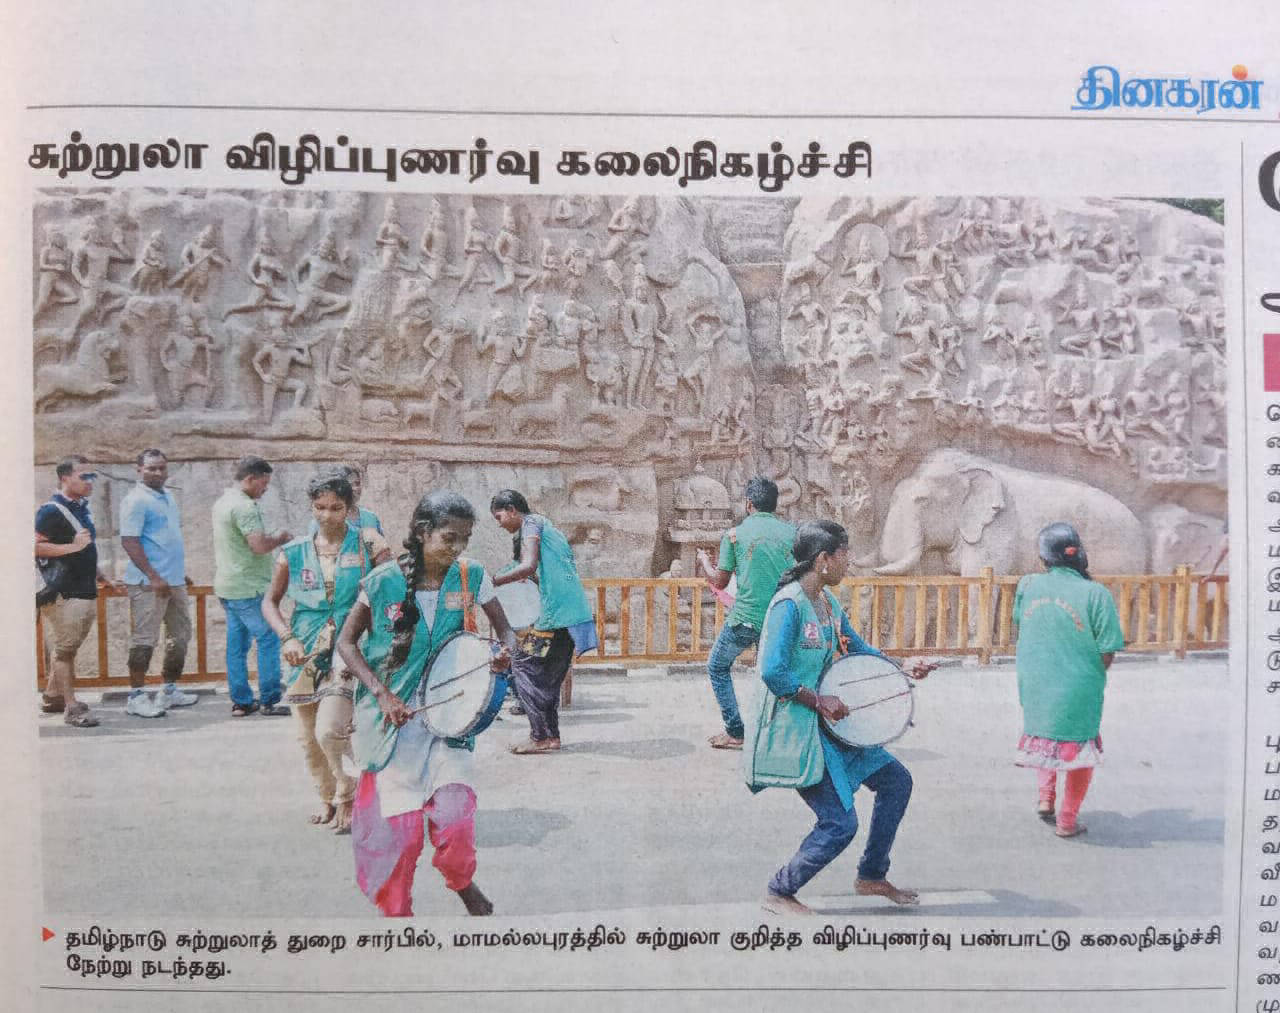 தினகரன்
சுற்றுலா விழிப்புணர்வு கலைநிகழ்ச்சி
தமிழ்நாடு சுற்றுலாத் துறை சார்பில், மாமல்லபுரத்தில் சுற்றுலா குறித்த விழிப்புணர்வு பண்பாட்டு கலைநிகழ்ச்சி
நேற்று நடந்தது.